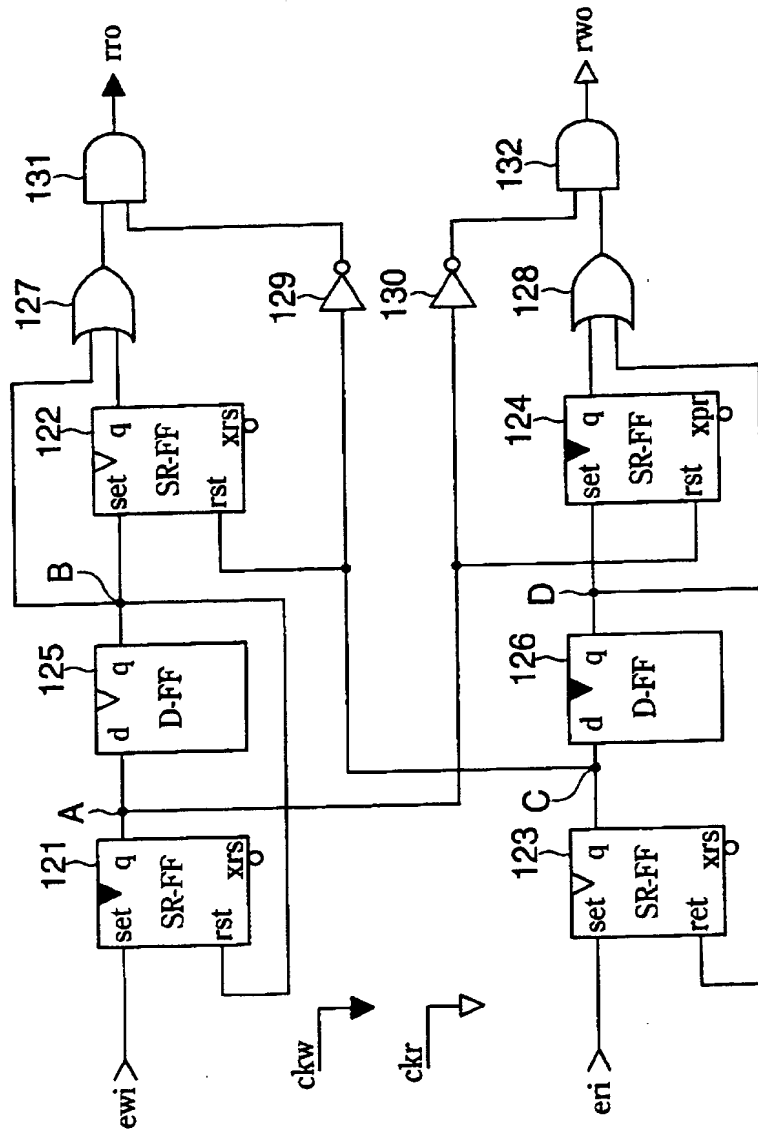 ewi
121
set
q
SR-FF
rst
xrs
A
125
d
q
D-FF
B
122
set
q
SR-FF
rst
xrs
127
131
rro
129
ckw
ckr
130
eri
123
set
q
SR-FF
ret
xrs
C
126
d
q
D-FF
D
124
set
q
SR-FF
rst
xpr
128
132
rwo